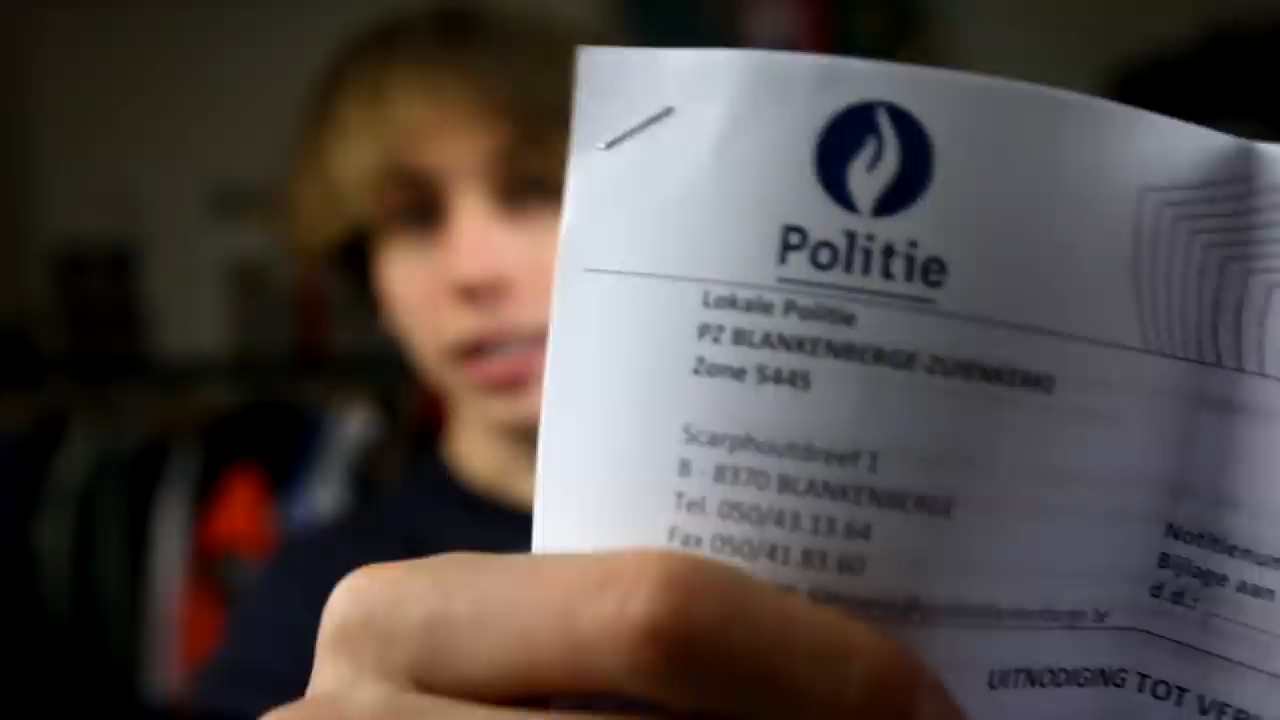 Politie
Lokale Politie
PZ BLANKENBERGE-ZUIENKERKE
Zone 5445
Scarphoutdreef 1
B - 8370 BLANKENBERGE
Tel. 050/43.13.64
Fax 050/41.83.60
Bijlage aan
d.d.:
UITNODIGING TOT